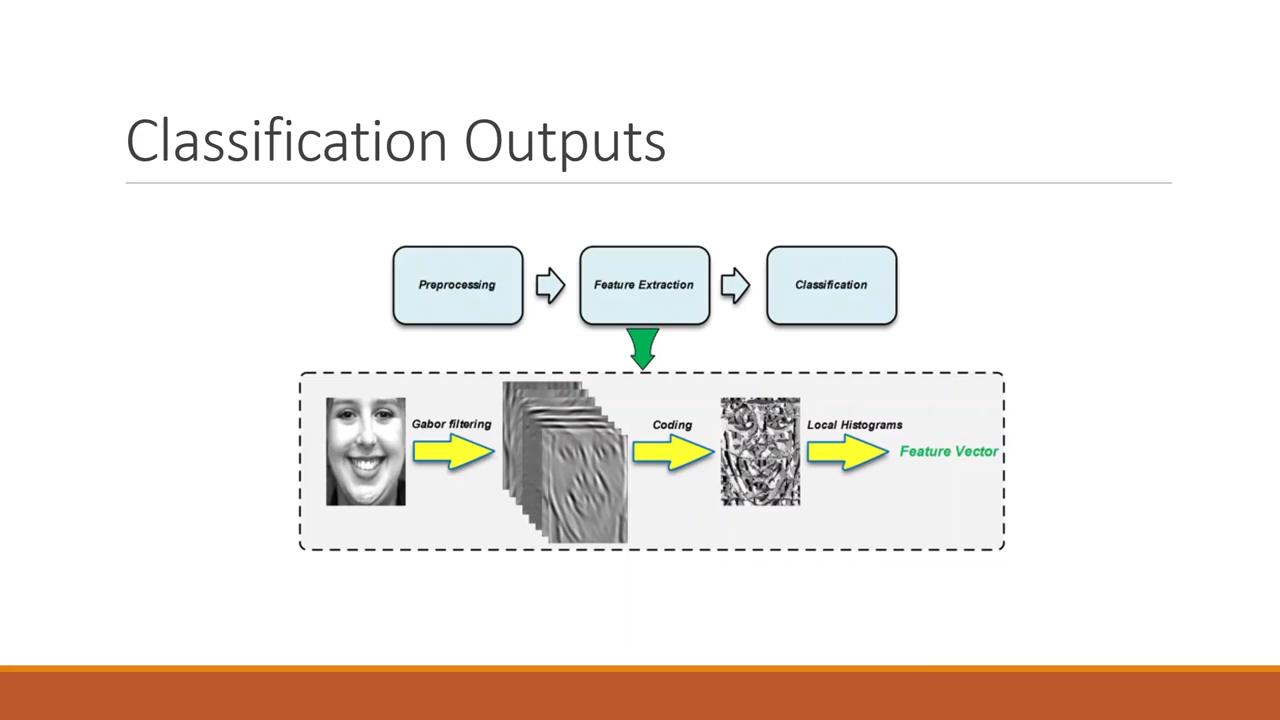 Classification Outputs
Preprocessing
Feature Extraction
Classification
Gabor filtering
Coding
Local Histograms
Feature Vector